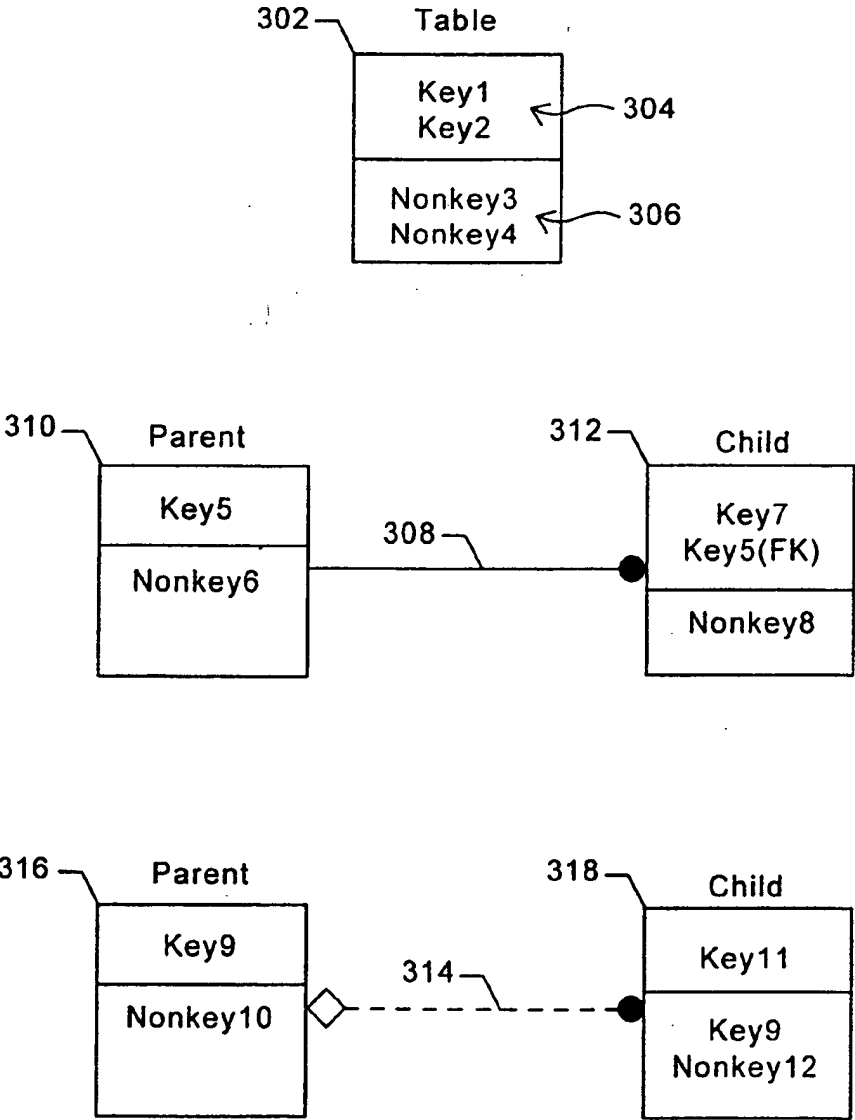 302
Table
Key1
Key2
304
Nonkey3
Nonkey4
306
310
Parent
312
Child
Key5
308
Key7
Key5(FK)
Nonkey6
Nonkey8
316
Parent
318
Child
Key9
314
Key11
Nonkey10
Key9
Nonkey12